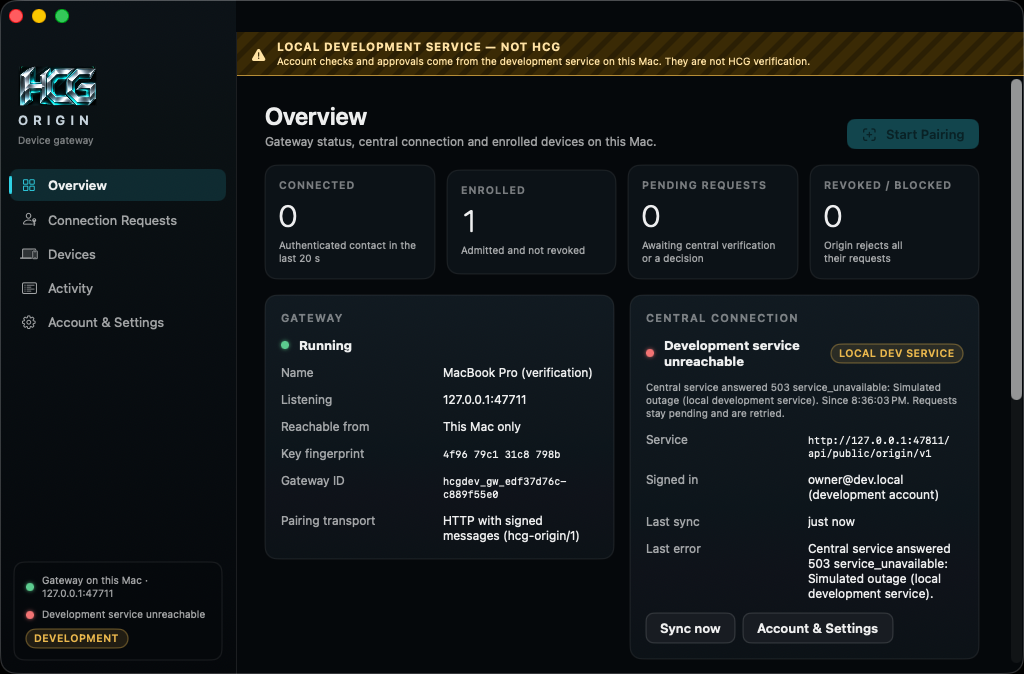 HCG
ORIGIN
Device gateway
Overview
Connection Requests
Devices
Activity
Account & Settings
Gateway on this Mac ·
127.0.0.1:47711
Development service unreachable
DEVELOPMENT
LOCAL DEVELOPMENT SERVICE — NOT HCG
Account checks and approvals come from the development service on this Mac. They are not HCG verification.
Overview
Gateway status, central connection and enrolled devices on this Mac.
Start Pairing
CONNECTED
0
Authenticated contact in the
last 20 s
ENROLLED
1
Admitted and not revoked
PENDING REQUESTS
0
Awaiting central verification
or a decision
REVOKED / BLOCKED
0
Origin rejects all
their requests
GATEWAY
Running
Name MacBook Pro (verification)
Listening 127.0.0.1:47711
Reachable from This Mac only
Key fingerprint 4f96 79c1 31c8 798b
Gateway ID hcgdev_gw_edf37d76c-
c889f55e0
Pairing transport HTTP with signed
messages (hcg-origin/1)
CENTRAL CONNECTION
Development service
unreachable
LOCAL DEV SERVICE
Central service answered 503 service_unavailable: Simulated
outage (local development service). Since 8:36:03 PM. Requests
stay pending and are retried.
Service http://127.0.0.1:47811/
api/public/origin/v1
Signed in owner@dev.local
(development account)
Last sync just now
Last error Central service answered
503 service_unavailable:
Simulated outage (local
development service).
Sync now
Account & Settings